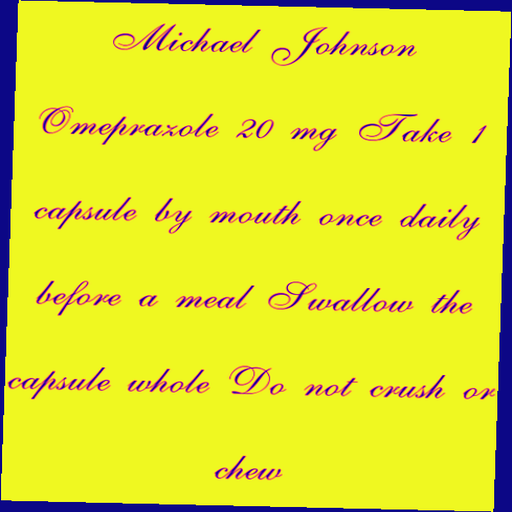 Michael Johnson
Omeprazole 20 mg Take 1
capsule by mouth once daily
before a meal Swallow the
capsule whole Do not crush or
chew